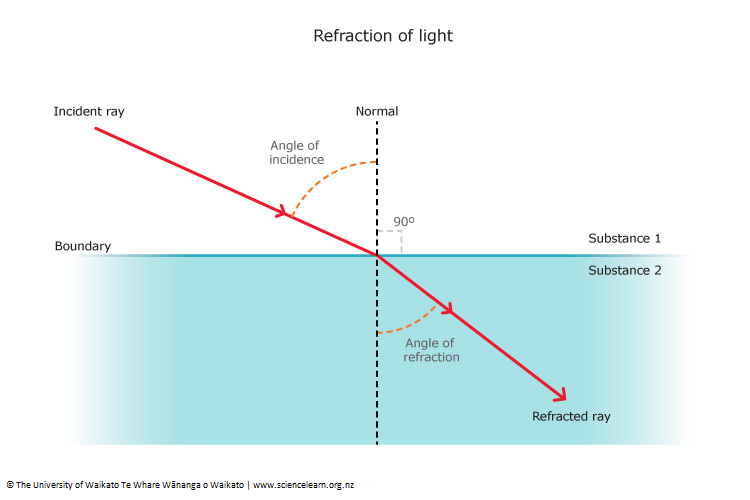 Refraction of light
Incident ray
Normal
Angle of
incidence
90º
Boundary
Substance 1
Substance 2
Angle of
refraction
Refracted ray
© The University of Waikato Te Whare Wānanga o Waikato | www.sciencelearn.org.nz